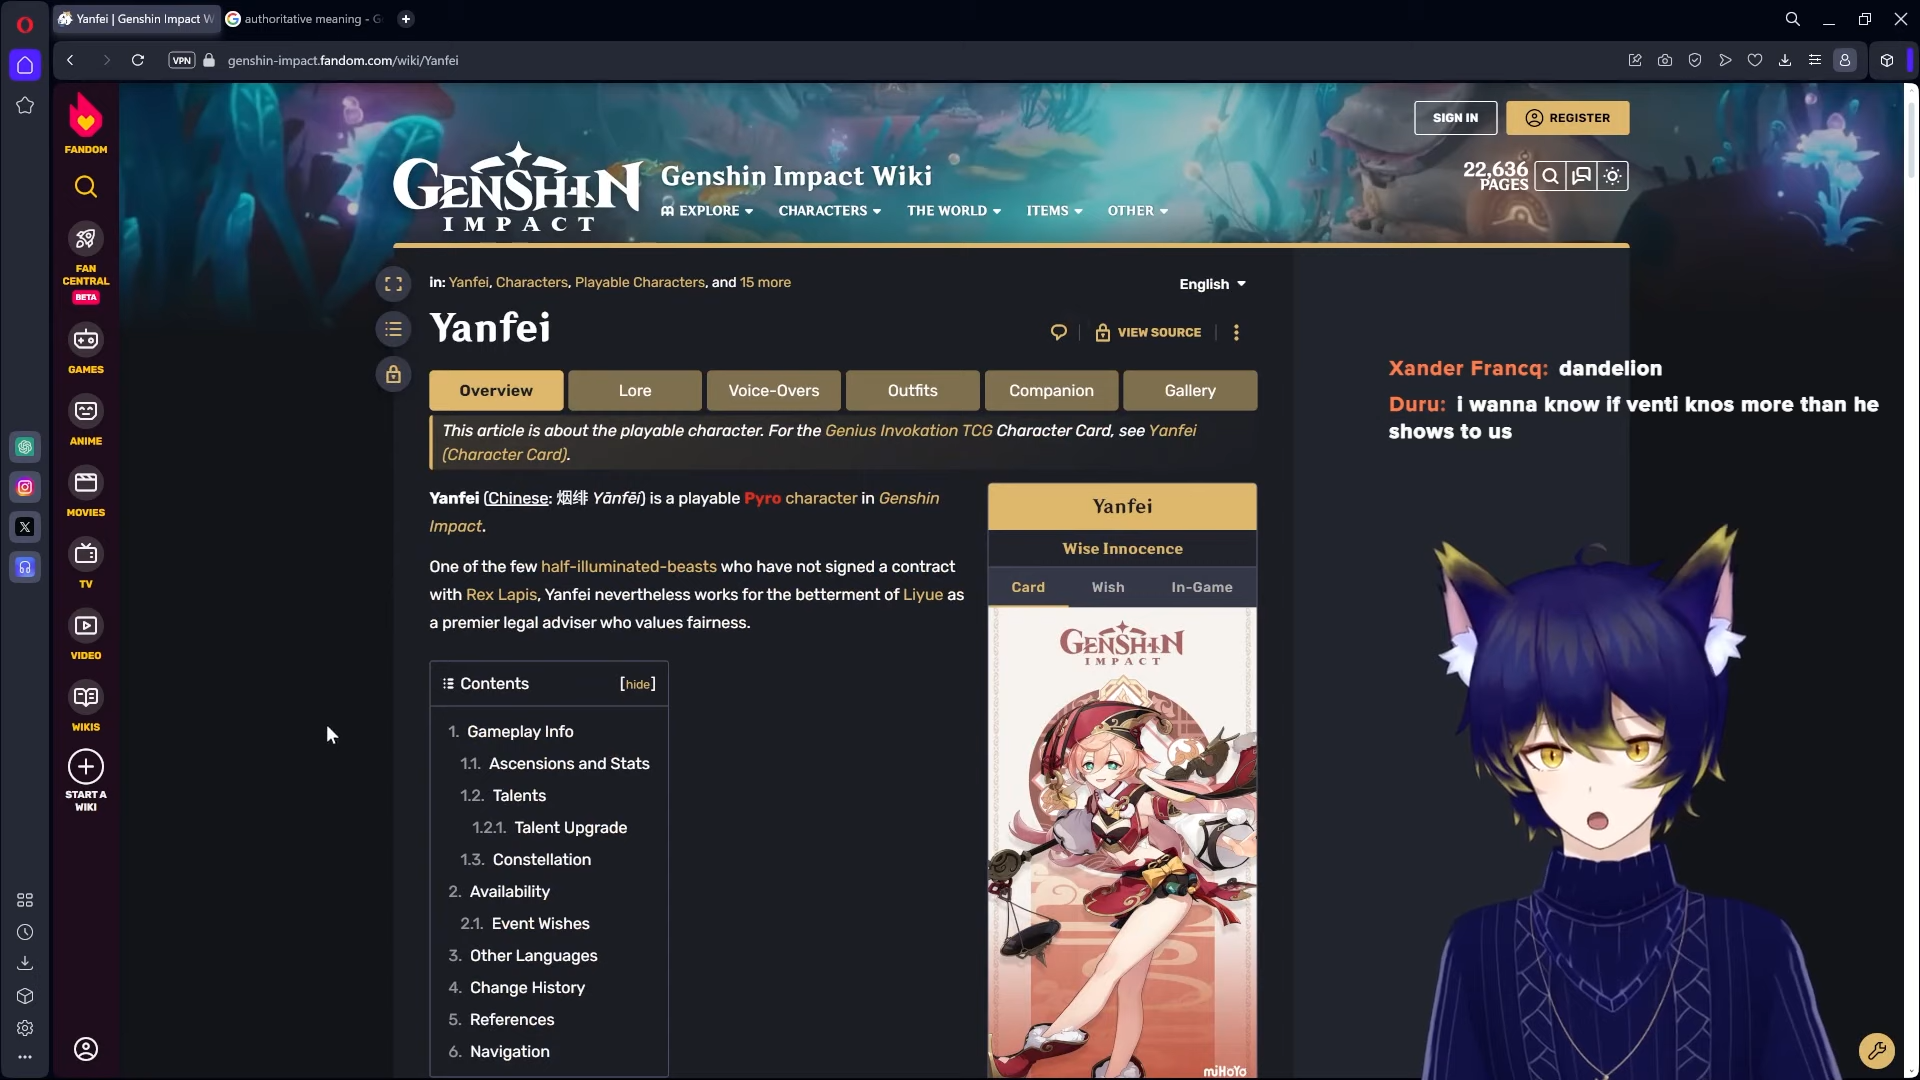 Yanfei | Genshin Impact W
authoritative meaning - G
VPN
genshin-impact.fandom.com/wiki/Yanfei
FANDOM
FAN CENTRAL
BETA
GAMES
ANIME
MOVIES
TV
VIDEO
WIKIS
START A WIKI
SIGN IN
REGISTER
GENSHIN IMPACT
Genshin Impact Wiki
22,636 PAGES
EXPLORE
CHARACTERS
THE WORLD
ITEMS
OTHER
in: Yanfei, Characters, Playable Characters, and 15 more
English
Yanfei
VIEW SOURCE
Overview
Lore
Voice-Overs
Outfits
Companion
Gallery
This article is about the playable character. For the Genius Invokation TCG Character Card, see Yanfei
(Character Card).
Yanfei (Chinese: 烟绯 Yānfēi) is a playable Pyro character in Genshin
Impact.
One of the few half-illuminated-beasts who have not signed a contract
with Rex Lapis, Yanfei nevertheless works for the betterment of Liyue as
a premier legal adviser who values fairness.
Contents [hide]
1. Gameplay Info
1.1. Ascensions and Stats
1.2. Talents
1.2.1. Talent Upgrade
1.3. Constellation
2. Availability
2.1. Event Wishes
3. Other Languages
4. Change History
5. References
6. Navigation
Yanfei
Wise Innocence
Card
Wish
In-Game
GENSHIN
IMPACT
miHoYo
Xander Francq: dandelion
Duru: i wanna know if venti knos more than he
shows to us